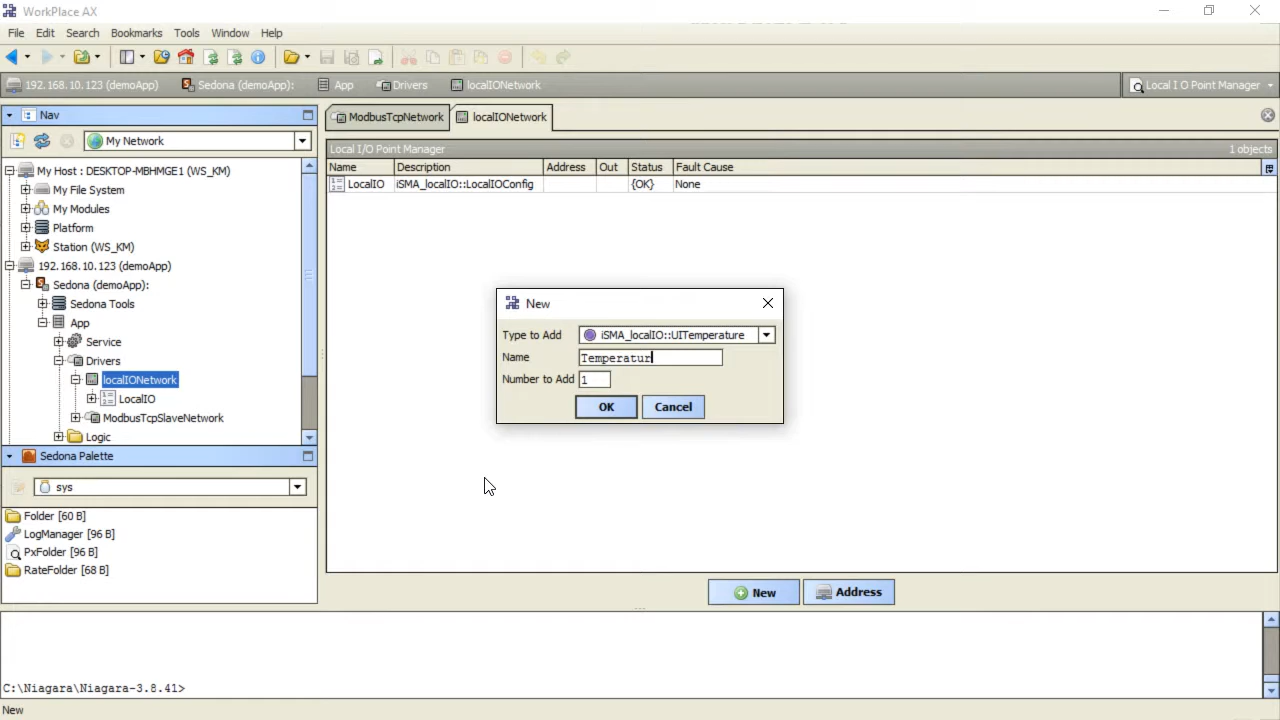 WorkPlace AX
File Edit Search Bookmarks Tools Window Help
192.168.10.123 (demoApp) Sedona (demoApp): App Drivers localIONetwork Local I O Point Manager
Nav
ModbusTcpNetwork localIONetwork
My Network
Local I/O Point Manager 1 objects
Name Description Address Out Status Fault Cause
LocalIO iSMA_localIO::LocalIOConfig {OK} None
My Host : DESKTOP-MBHMGE1 (WS_KM)
My File System
My Modules
Platform
Station (WS_KM)
192.168.10.123 (demoApp)
Sedona (demoApp):
Sedona Tools
App
Service
Drivers
localIONetwork
LocalIO
ModbusTcpSlaveNetwork
Logic
New
Type to Add iSMA_localIO::UITemperature
Name Temperatur
Number to Add 1
OK Cancel
Sedona Palette
sys
Folder [60 B]
LogManager [96 B]
PxFolder [96 B]
RateFolder [68 B]
New Address
C:\Niagara\Niagara-3.8.41>
New